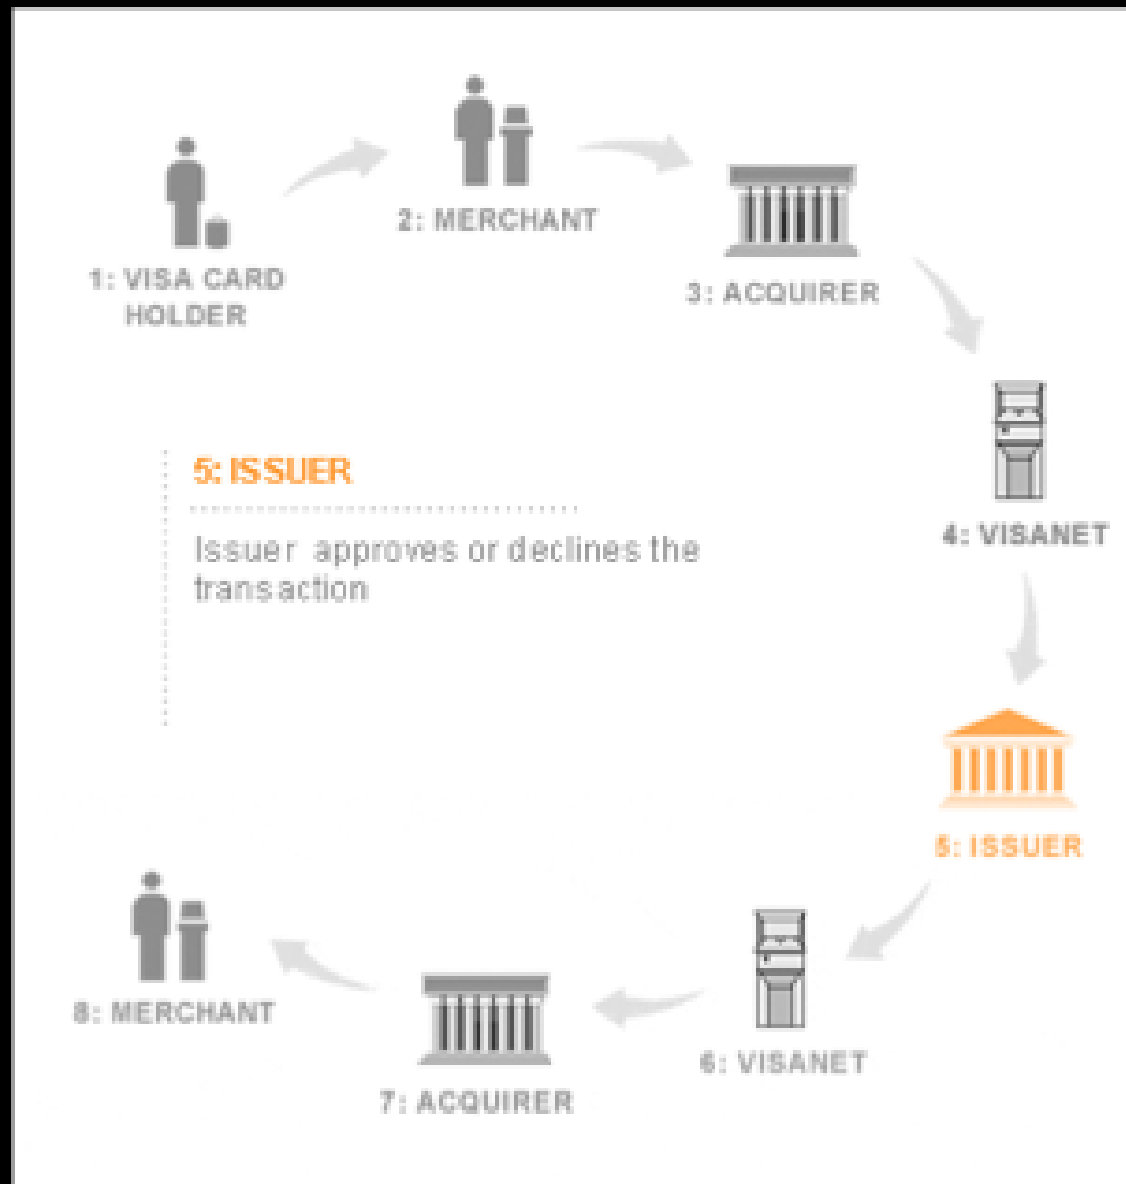 2: MERCHANT
1: VISA CARD
HOLDER
3: ACQUIRER
4: VISANET
5: ISSUER
Issuer approves or declines the
transaction
5: ISSUER
8: MERCHANT
6: VISANET
7: ACQUIRER